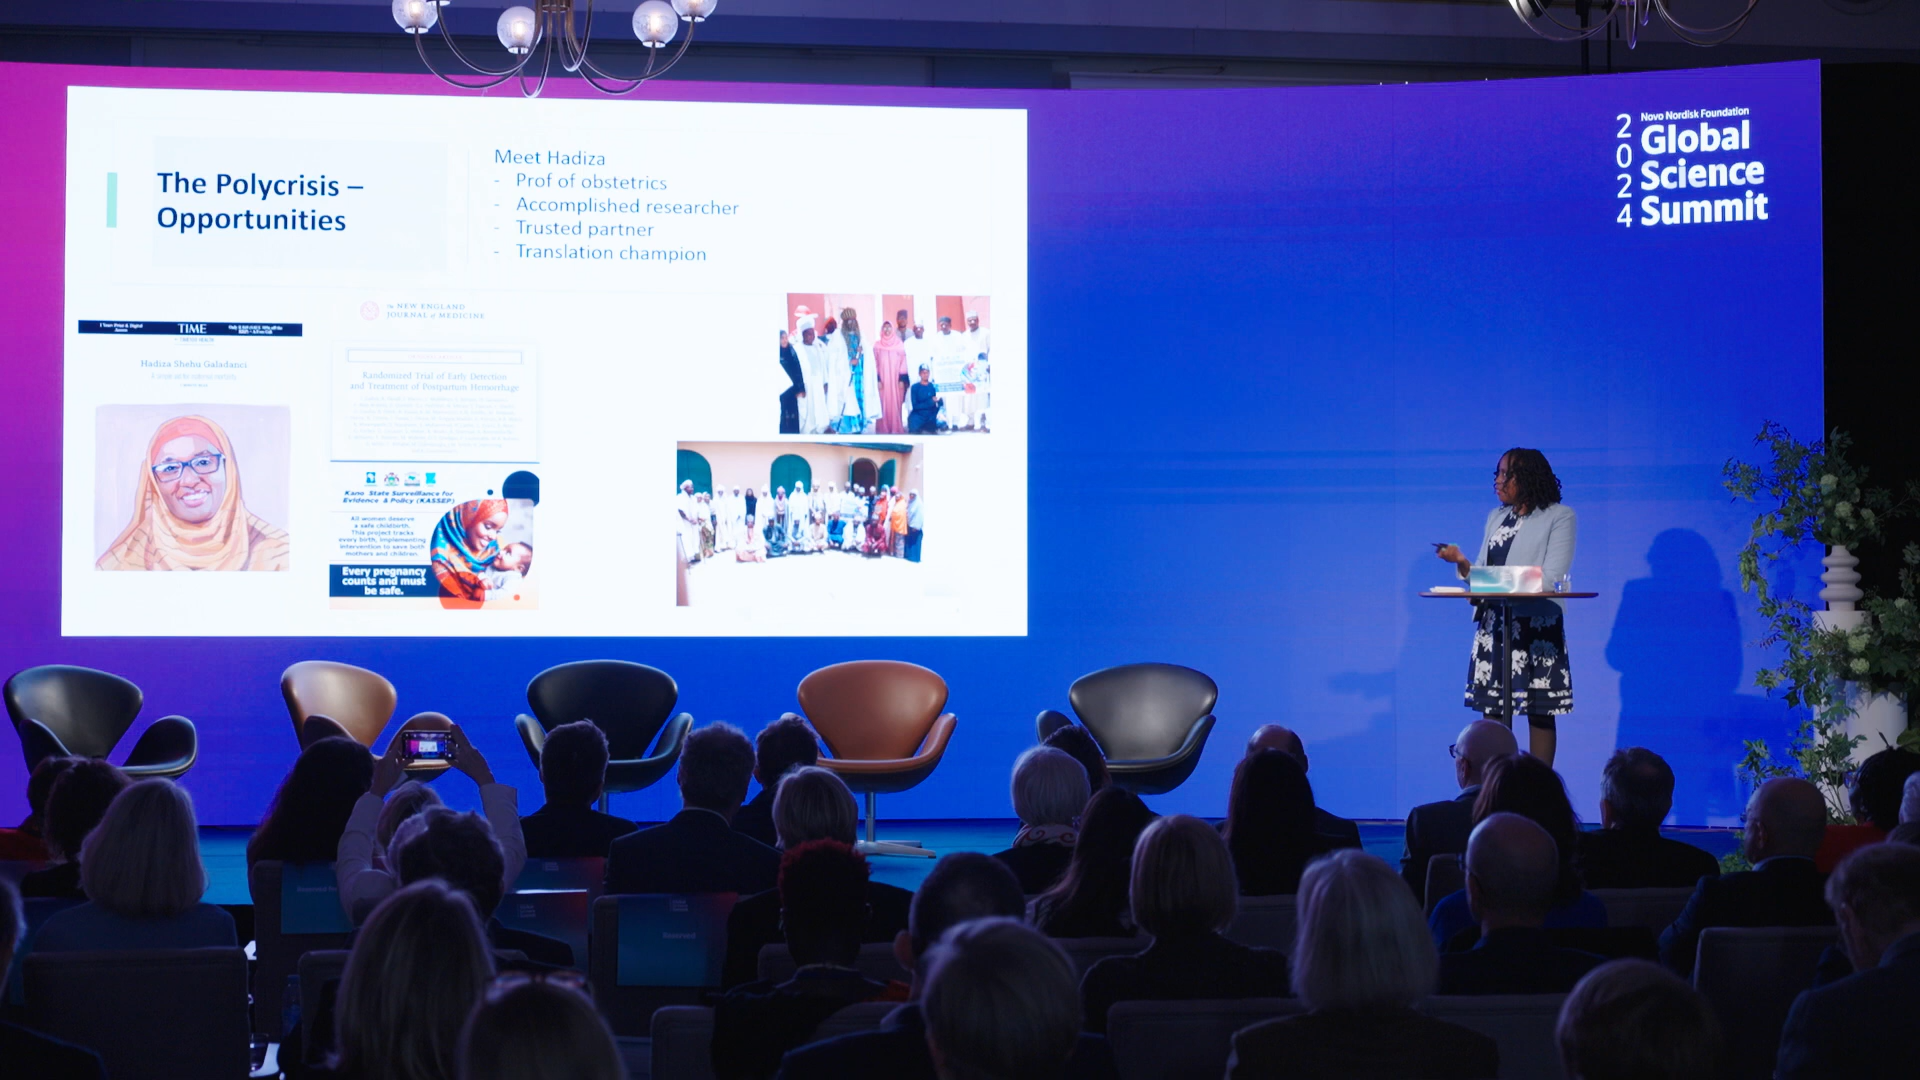 The Polycrisis –
Opportunities
Meet Hadiza
- Prof of obstetrics
- Accomplished researcher
- Trusted partner
- Translation champion
TIME
Hadiza Shehu Galadanci
The NEW ENGLAND
JOURNAL of MEDICINE
Randomized Trial of Early Detection
and Treatment of Postpartum Hemorrhage
Kano State Surveillance for
Evidence & Policy (KASSEP)
All women deserve
a safe childbirth.
This project tracks
every birth, implementing
intervention to save both
mothers and children.
Every pregnancy
counts and must
be safe.
2024
Novo Nordisk Foundation
Global
Science
Summit
Reserved